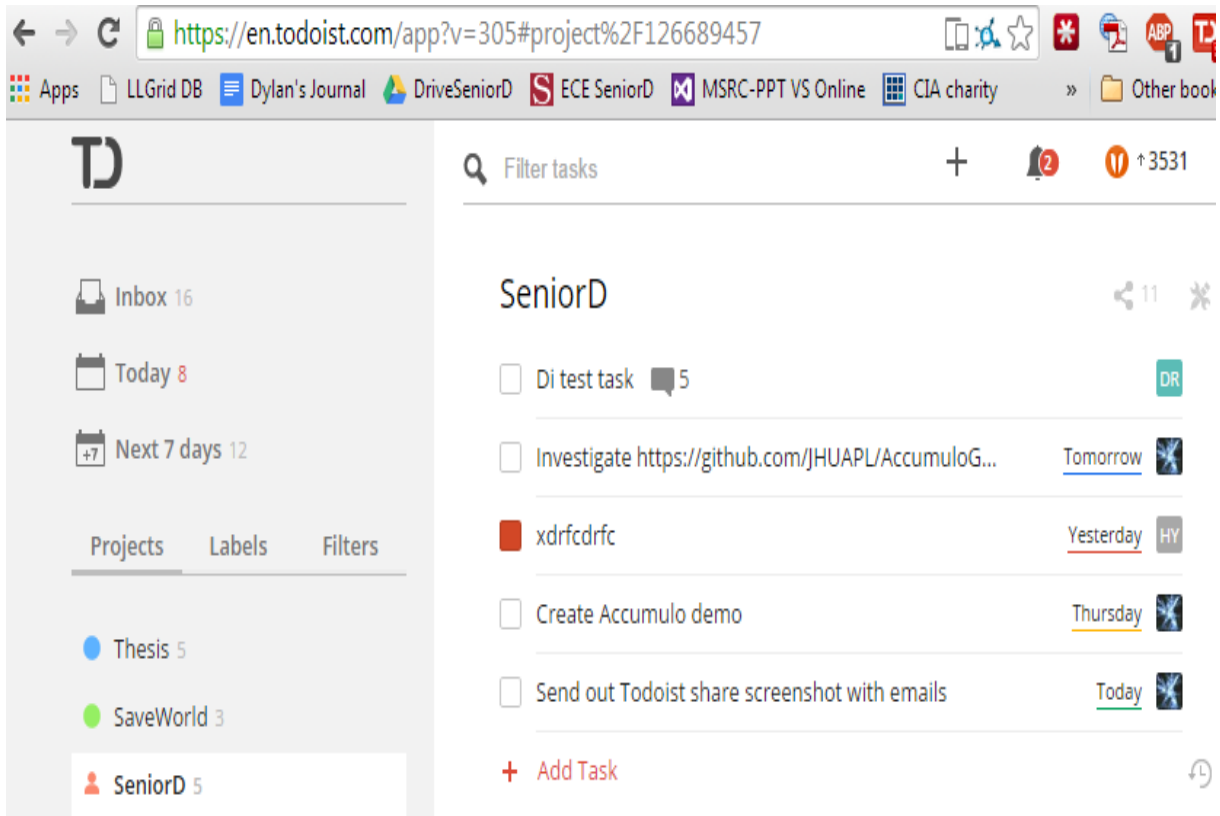 https://en.todoist.com/app?v=305#project%2F126689457
ABP 1
Apps LLGrid DB Dylan's Journal DriveSeniorD S ECE SeniorD MSRC-PPT VS Online CIA charity » Other book
TD Filter tasks + 2 ↑3531
Inbox 16
Today 8
+7 Next 7 days 12
Projects Labels Filters
Thesis 5
SaveWorld 3
SeniorD 5
SeniorD 11
Di test task 5 DR
Investigate https://github.com/JHUAPL/AccumuloG... Tomorrow
xdrfcdrfc Yesterday HY
Create Accumulo demo Thursday
Send out Todoist share screenshot with emails Today
+ Add Task